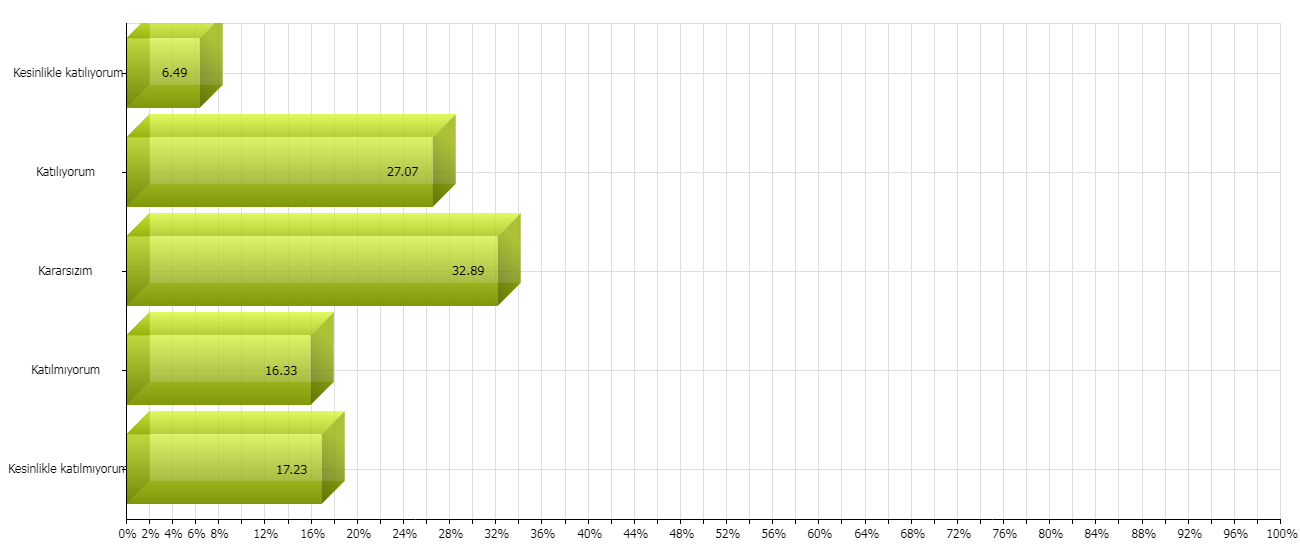 Kesinlikle katılıyorum
6.49
Katılıyorum
27.07
Kararsızım
32.89
Katılmıyorum
16.33
Kesinlikle katılmıyorum
17.23
0% 2% 4% 6% 8% 12% 16% 20% 24% 28% 32% 36% 40% 44% 48% 52% 56% 60% 64% 68% 72% 76% 80% 84% 88% 92% 96% 100%